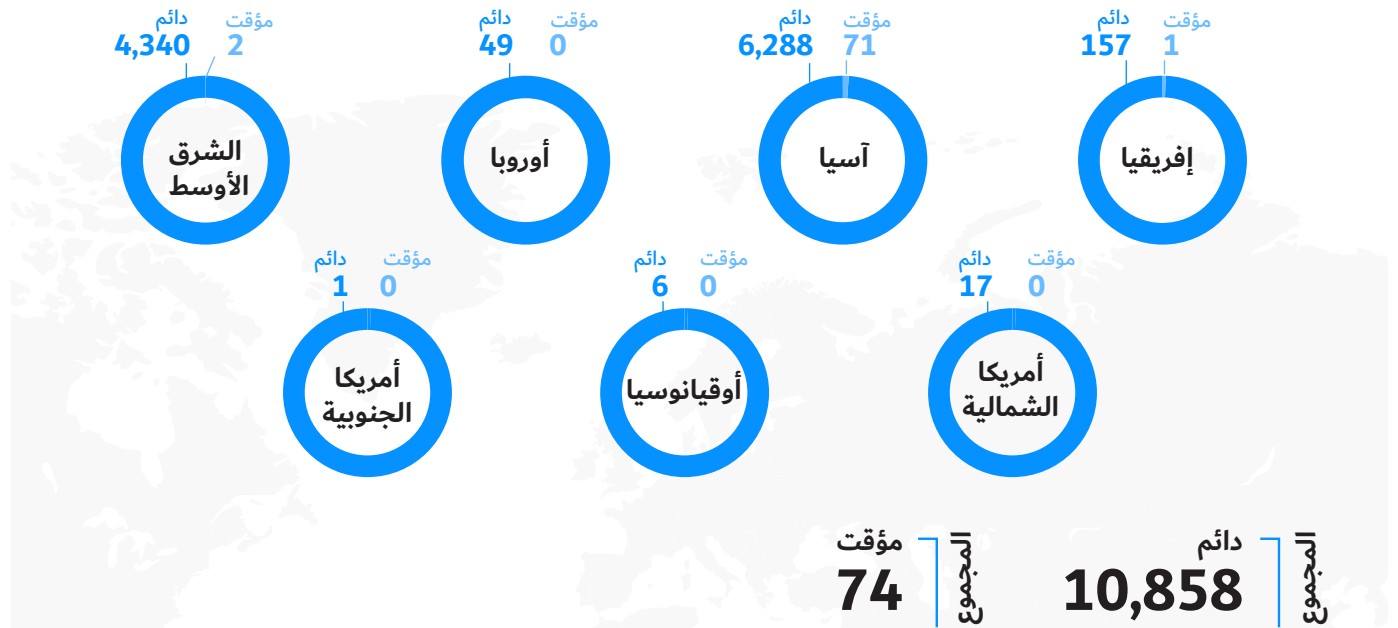 دائم
157
مؤقت
1
إفريقيا
دائم
6,288
مؤقت
71
آسيا
دائم
49
مؤقت
0
أوروبا
دائم
4,340
مؤقت
2
الشرق
الأوسط
دائم
17
مؤقت
0
أمريكا
الشمالية
دائم
6
مؤقت
0
أوقيانوسيا
دائم
1
مؤقت
0
أمريكا
الجنوبية
المجموع
دائم
10,858
المجموع
مؤقت
74